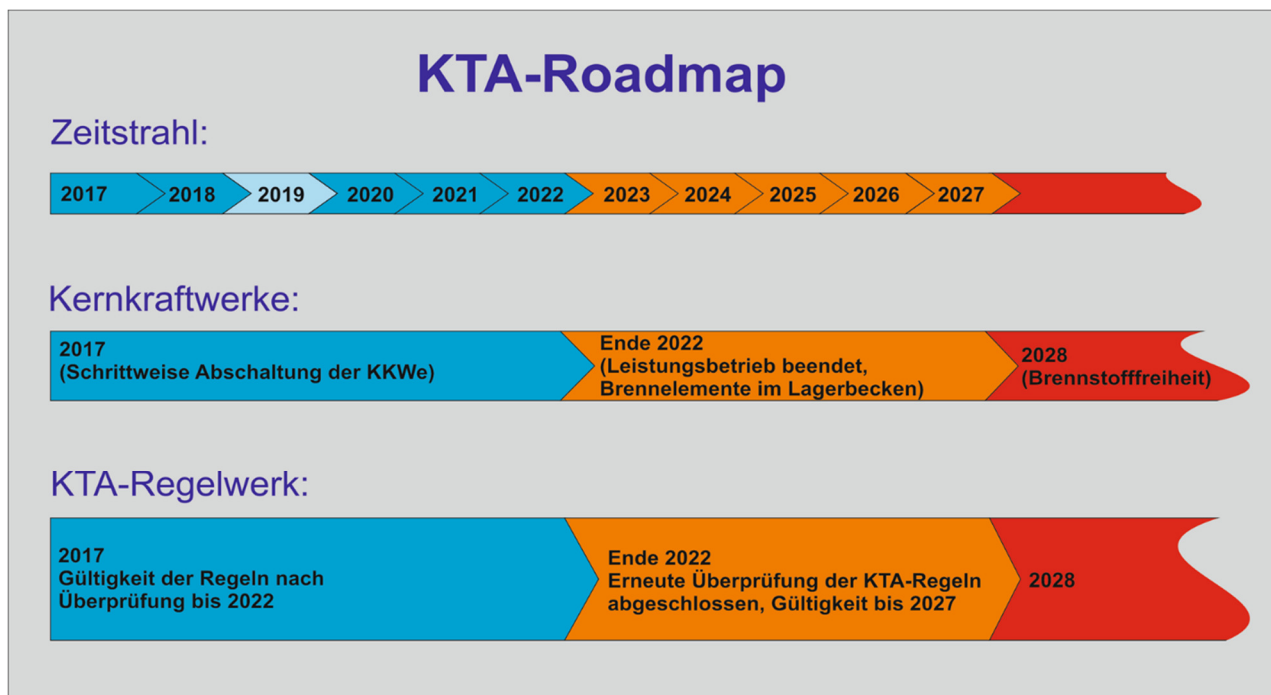 KTA-Roadmap
Zeitstrahl:
2017 2018 2019 2020 2021 2022 2023 2024 2025 2026 2027
Kernkraftwerke:
2017
(Schrittweise Abschaltung der KKWe)
Ende 2022
(Leistungsbetrieb beendet,
Brennelemente im Lagerbecken)
2028
(Brennstofffreiheit)
KTA-Regelwerk:
2017
Gültigkeit der Regeln nach
Überprüfung bis 2022
Ende 2022
Erneute Überprüfung der KTA-Regeln
abgeschlossen, Gültigkeit bis 2027
2028